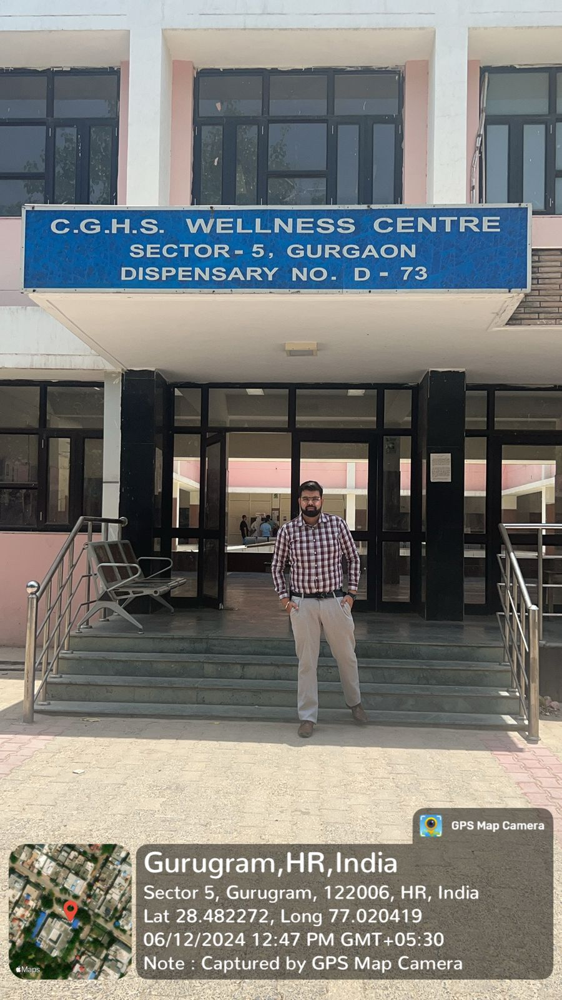 C.G.H.S. WELLNESS CENTRE
SECTOR - 5, GURGAON
DISPENSARY NO. D - 73
GPS Map Camera
Gurugram,HR,India
Sector 5, Gurugram, 122006, HR, India
Lat 28.482272, Long 77.020419
06/12/2024 12:47 PM GMT+05:30
Note : Captured by GPS Map Camera
Maps